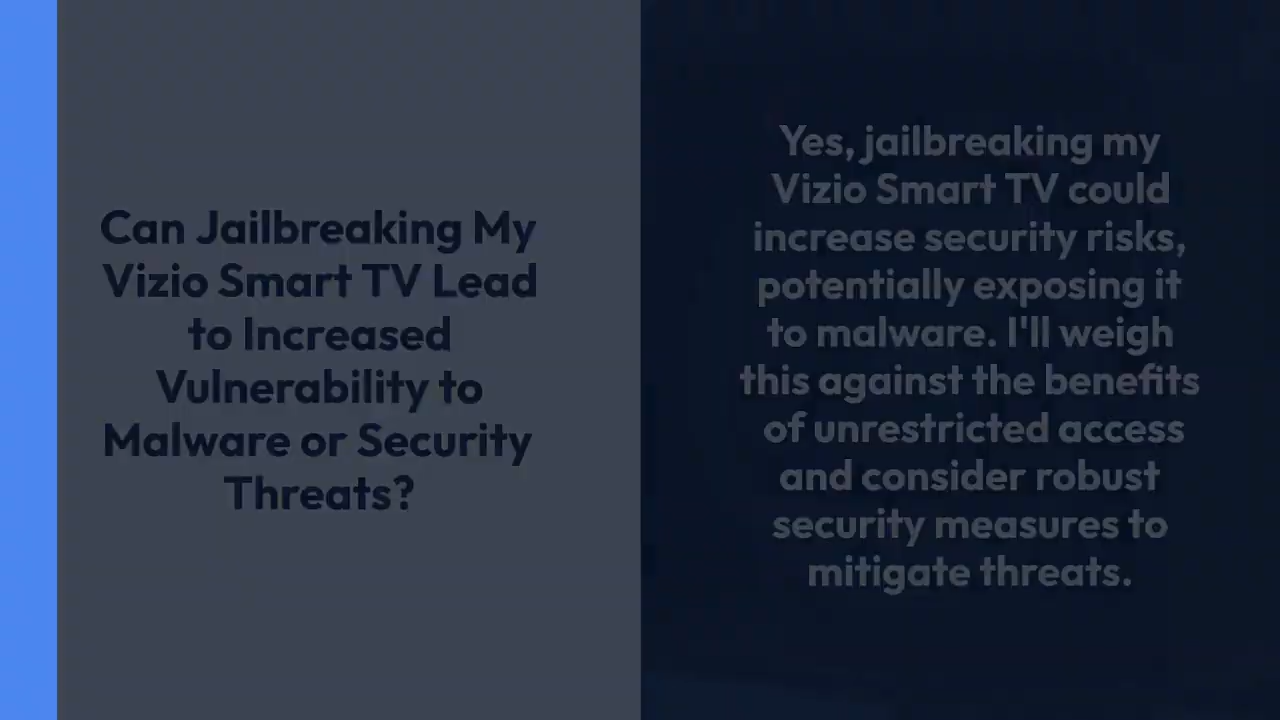 Can Jailbreaking My
Vizio Smart TV Lead
to Increased
Vulnerability to
Malware or Security
Threats?
Yes, jailbreaking my
Vizio Smart TV could
increase security risks,
potentially exposing it
to malware. I'll weigh
this against the benefits
of unrestricted access
and consider robust
security measures to
mitigate threats.